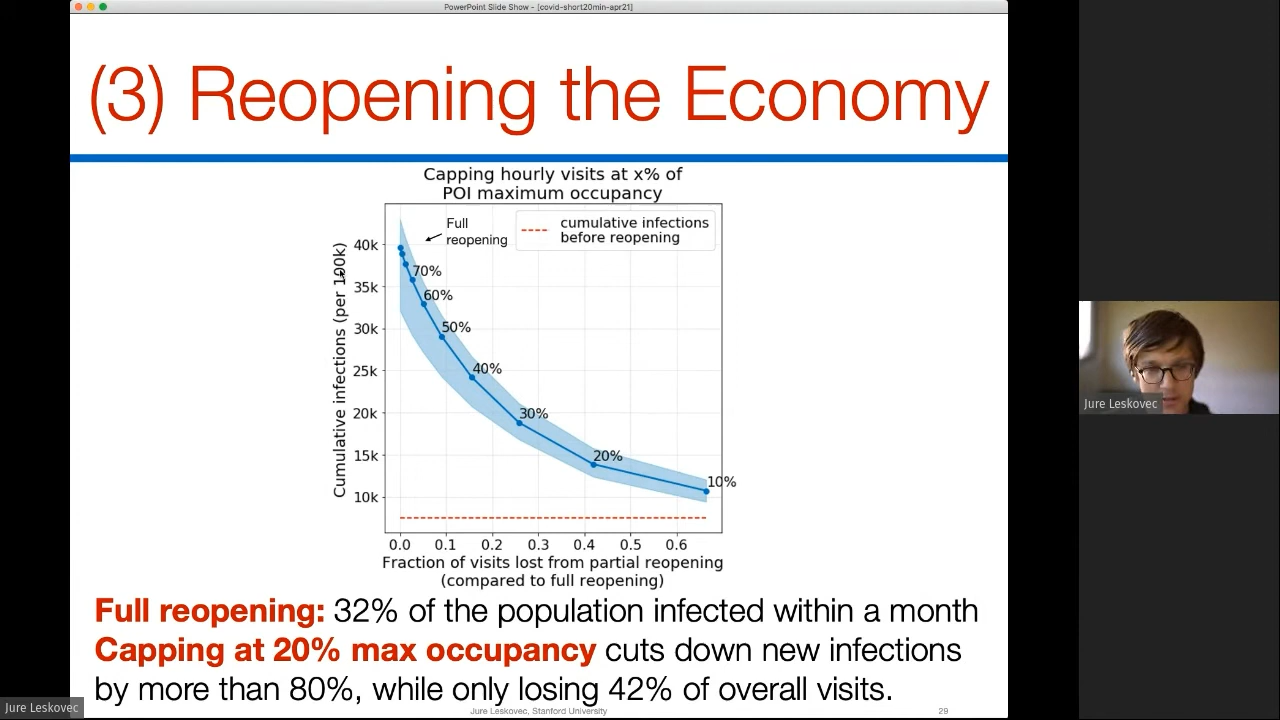 PowerPoint Slide Show - [covid-short20min-apr21]
(3) Reopening the Economy
Capping hourly visits at x% of
POI maximum occupancy
Full
reopening
cumulative infections
before reopening
Cumulative infections (per 100k)
40k
35k
30k
25k
20k
15k
10k
70%
60%
50%
40%
30%
20%
10%
0.0 0.1 0.2 0.3 0.4 0.5 0.6
Fraction of visits lost from partial reopening
(compared to full reopening)
Full reopening: 32% of the population infected within a month
Capping at 20% max occupancy cuts down new infections
by more than 80%, while only losing 42% of overall visits.
Jure Leskovec, Stanford University
29
Jure Leskovec
Jure Leskovec